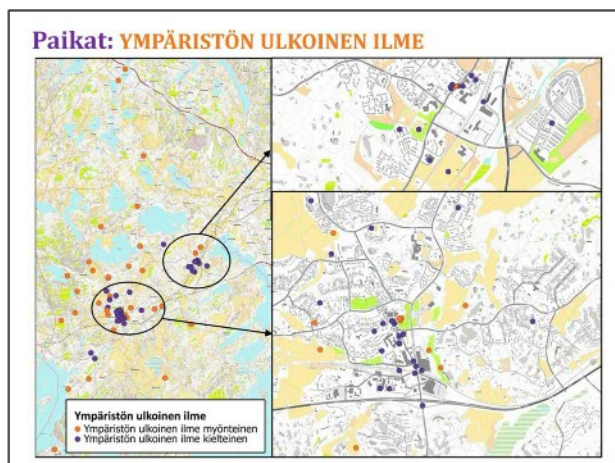 Paikat: YMPÄRISTÖN ULKOINEN ILME
Ympäristön ulkoinen ilme
Ympäristön ulkoinen ilme myönteinen
Ympäristön ulkoinen ilme kielteinen